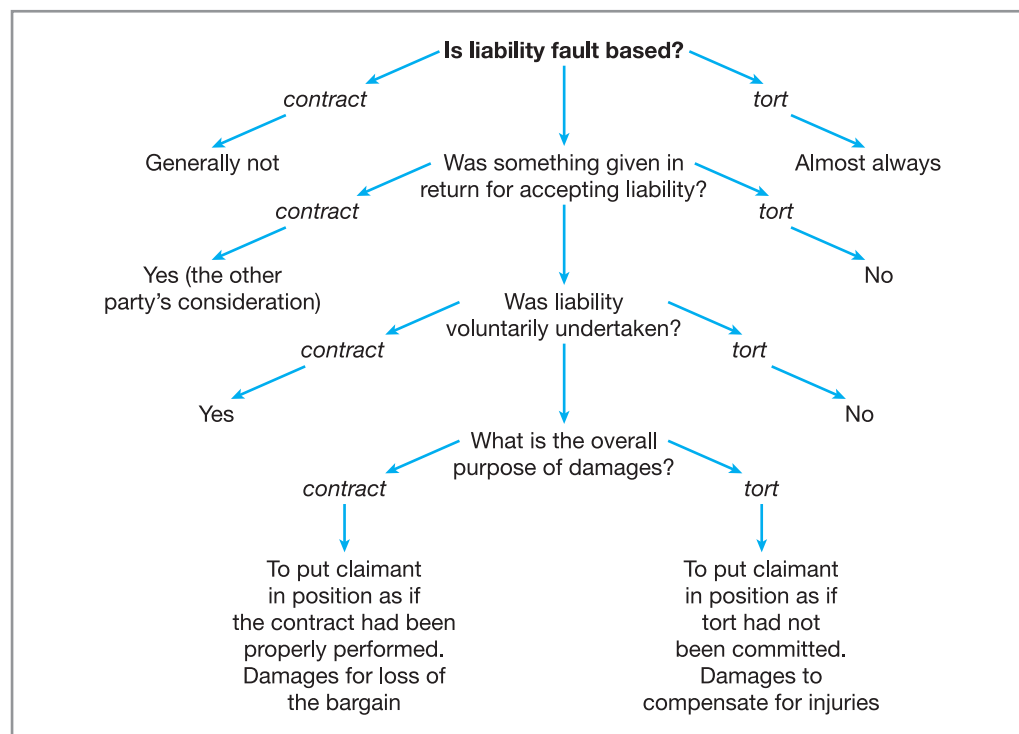 Is liability fault based?
contract
tort
Generally not
Was something given in
return for accepting liability?
Almost always
contract
tort
Yes (the other
party's consideration)
Was liability
voluntarily undertaken?
No
contract
tort
Yes
No
What is the overall
purpose of damages?
contract
tort
To put claimant
in position as if
the contract had been
properly performed.
Damages for loss of
the bargain
To put claimant
in position as if
tort had not
been committed.
Damages to
compensate for injuries